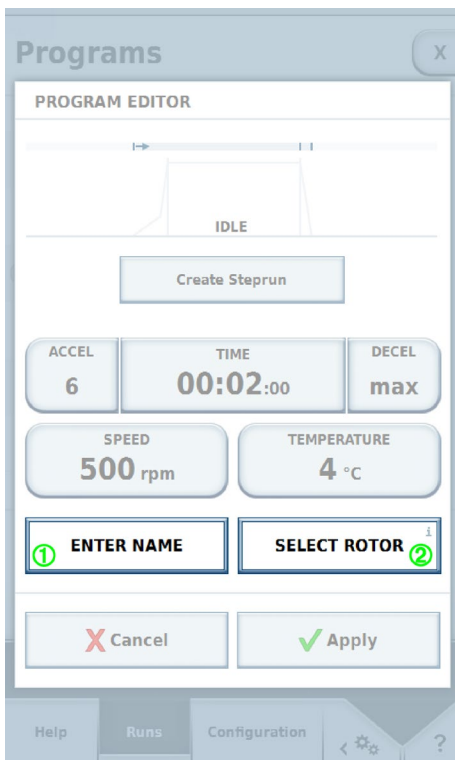 Programs
X
PROGRAM EDITOR
IDLE
Create Steprun
ACCEL
6
TIME
00:02:00
DECEL
max
SPEED
500 rpm
TEMPERATURE
4 °C
① ENTER NAME
SELECT ROTOR i ②
X Cancel
Apply
Help
Runs
Configuration
?